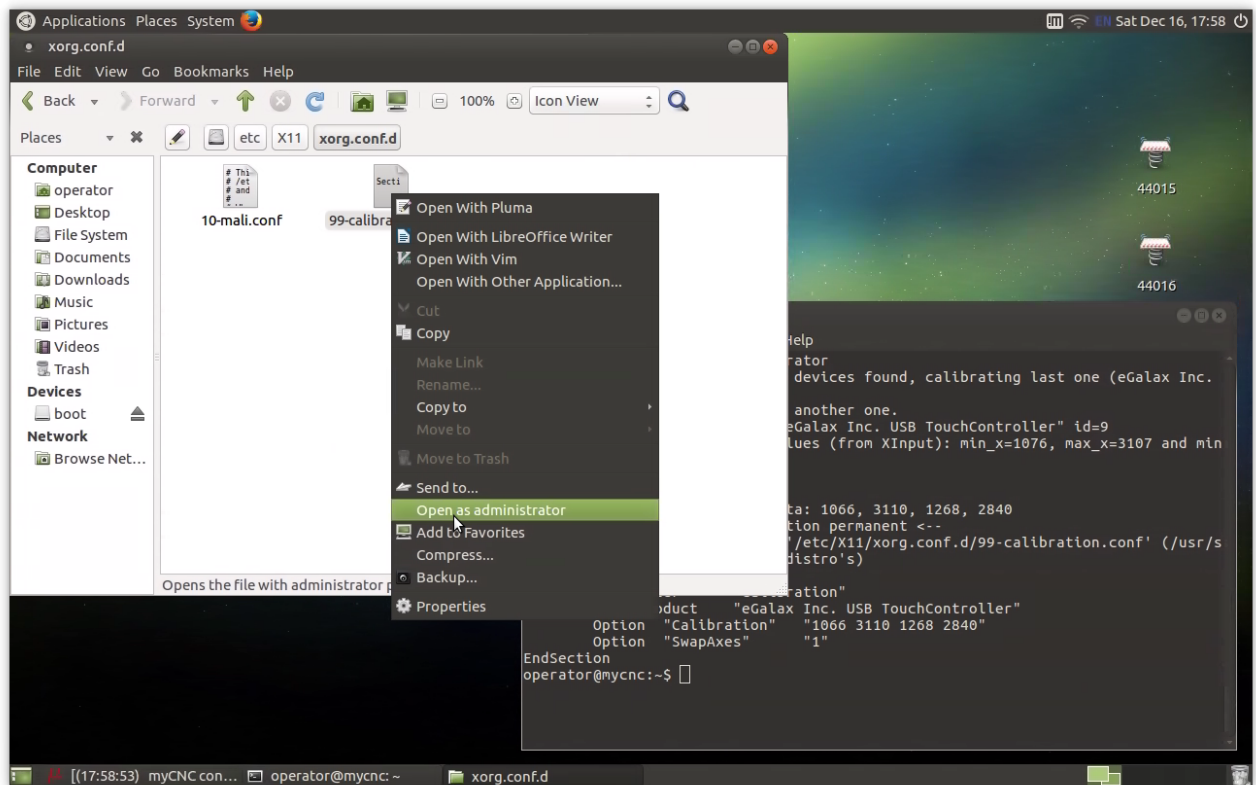 Applications Places System EN Sat Dec 16, 17:58
xorg.conf.d
File Edit View Go Bookmarks Help
Back Forward 100% Icon View
Places etc X11 xorg.conf.d
Computer
operator
Desktop
File System
Documents
Downloads
Music
Pictures
Videos
Trash
Devices
boot
Network
Browse Net...
# Thi
# /et
# and
#
10-mali.conf
Secti
99-calibra
Open With Pluma
Open With LibreOffice Writer
Open With Vim
Open With Other Application...
Cut
Copy
Make Link
Rename...
Copy to
Move to
Move to Trash
Send to...
Open as administrator
Add to Favorites
Compress...
Backup...
Properties
Opens the file with administrator p
44015
44016
Help
rator
devices found, calibrating last one (eGalax Inc.
another one.
eGalax Inc. USB TouchController" id=9
lues (from XInput): min_x=1076, max_x=3107 and min
ta: 1066, 3110, 1268, 2840
tion permanent <--
'/etc/X11/xorg.conf.d/99-calibration.conf' (/usr/s
distro's)
ration"
oduct "eGalax Inc. USB TouchController"
Option "Calibration" "1066 3110 1268 2840"
Option "SwapAxes" "1"
EndSection
operator@mycnc:~$
[(17:58:53) myCNC con... operator@mycnc: ~ xorg.conf.d